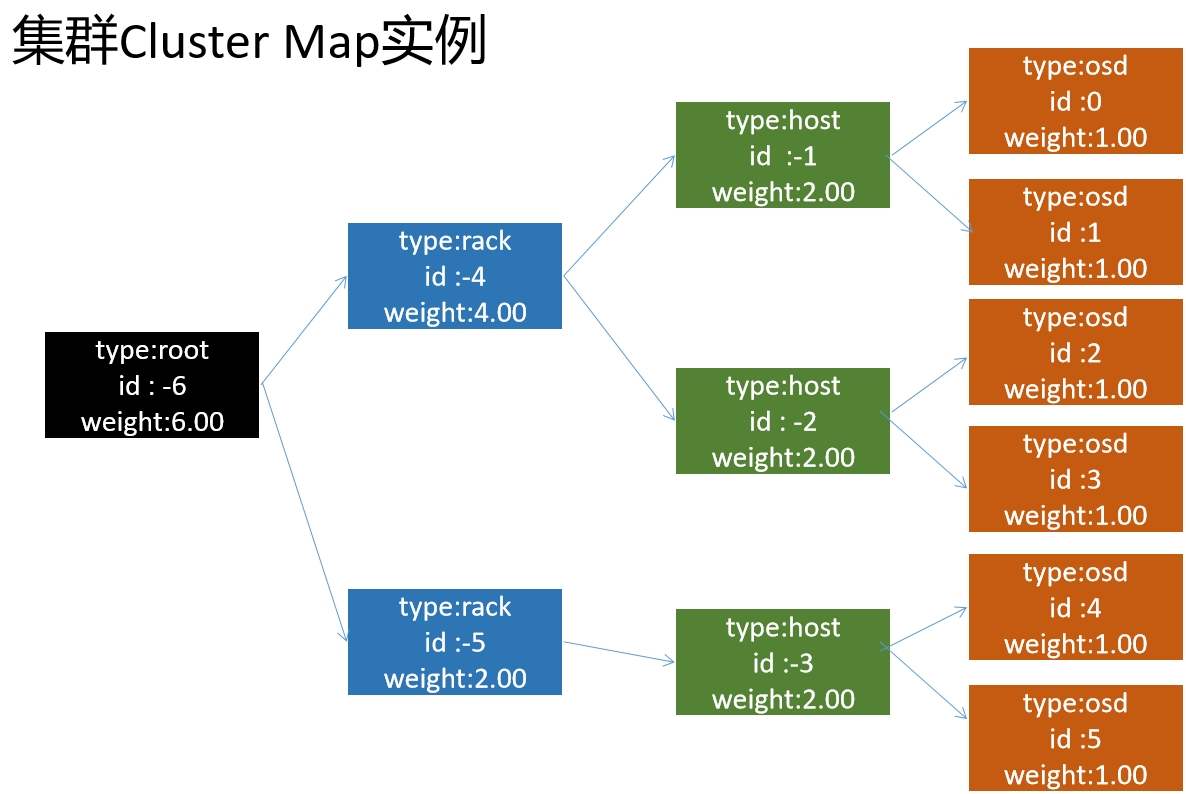 集群Cluster Map实例
type:root
id : -6
weight:6.00
type:rack
id :-4
weight:4.00
type:rack
id :-5
weight:2.00
type:host
id  :-1
weight:2.00
type:host
id : -2
weight:2.00
type:host
id :-3
weight:2.00
type:osd
id :0
weight:1.00
type:osd
id :1
weight:1.00
type:osd
id :2
weight:1.00
type:osd
id :3
weight:1.00
type:osd
id :4
weight:1.00
type:osd
id :5
weight:1.00